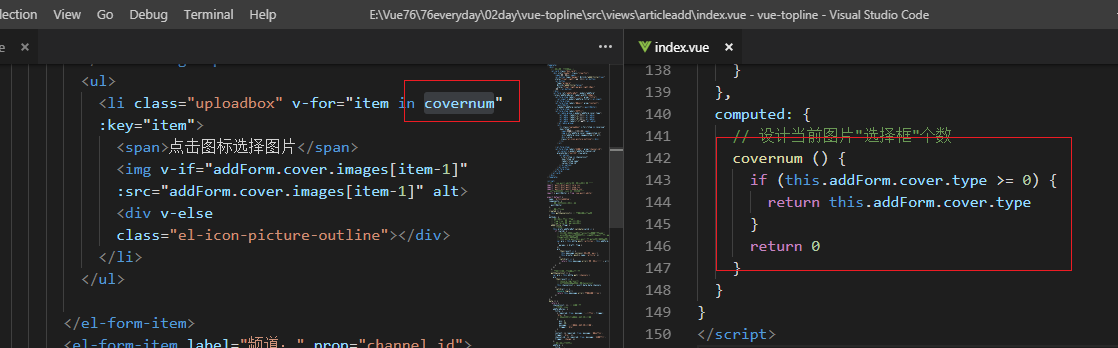 Go Debug Terminal Help E:\Vue76\76everyday\02day\vue-topline\src\views\articleadd\index.vue - vue-topline - Visual Studio Code
<ul>
<li class="uploadbox" v-for="item in covernum"
:key="item">
<span>点击图标选择图片</span>
<img v-if="addForm.cover.images[item-1]"
:src="addForm.cover.images[item-1]" alt>
<div v-else
class="el-icon-picture-outline"></div>
</li>
</ul>
</el-form-item>
<el-form-item label="频道：" prop="channel_id">
index.vue
138 }
139 },
140 computed: {
141 // 设计当前图片"选择框"个数
142 covernum () {
143 if (this.addForm.cover.type >= 0) {
144 return this.addForm.cover.type
145 }
146 return 0
147 }
148 }
149 }
150 </script>